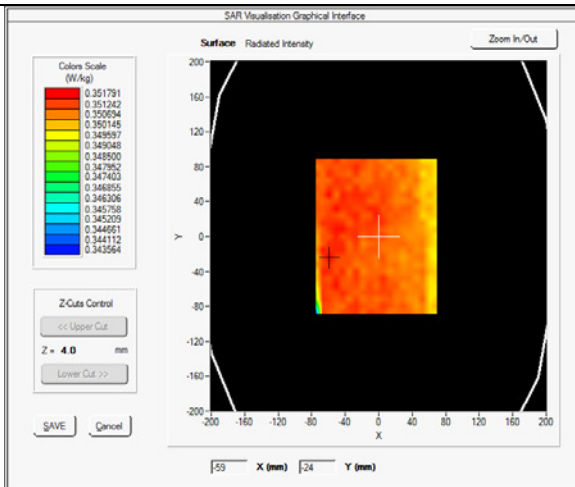 SAR Visualisation Graphical Interface
Surface Radiated Intensity
Zoom In/Out
Colors Scale
(W/kg)
0.351791
0.351242
0.350694
0.350145
0.349597
0.349048
0.348500
0.347952
0.347403
0.346855
0.346306
0.345758
0.345209
0.344661
0.344112
0.343564
Z-Cuts Control
<< Upper Cut
Z = 4.0 mm
Lower Cut >>
SAVE Cancel
200
160
120
80
40
0
-40
-80
-120
-160
-200
Y
-200 -160 -120 -80 -40 0 40 80 120 160 200
X
-59 X (mm) -24 Y (mm)